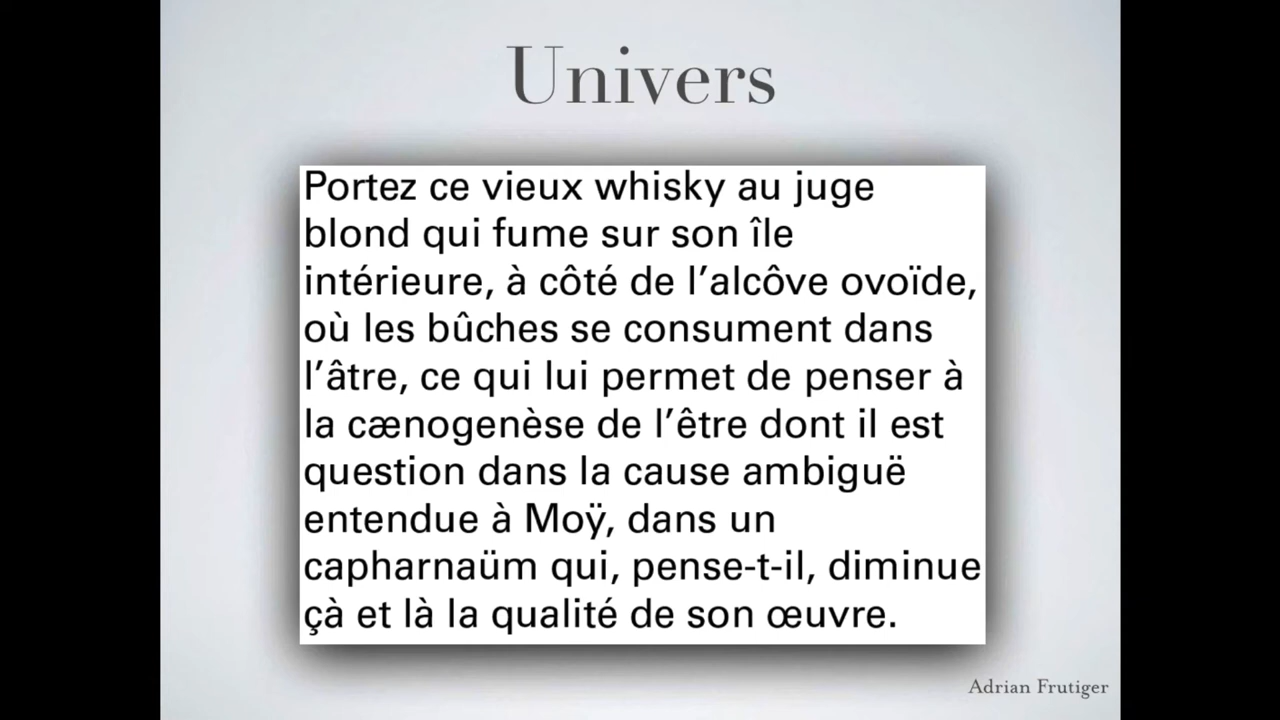 Univers
Portez ce vieux whisky au juge
blond qui fume sur son île
intérieure, à côté de l’alcôve ovoïde,
où les bûches se consument dans
l’âtre, ce qui lui permet de penser à
la cænogenèse de l’être dont il est
question dans la cause ambiguë
entendue à Moÿ, dans un
capharnaüm qui, pense-t-il, diminue
çà et là la qualité de son œuvre.
Adrian Frutiger